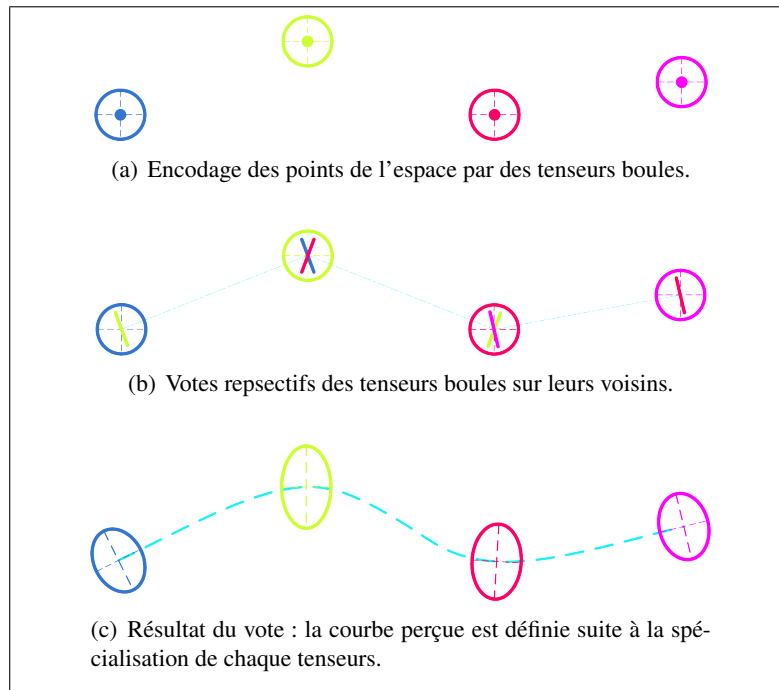 (a) Encodage des points de l'espace par des tenseurs boules.
(b) Votes repsectifs des tenseurs boules sur leurs voisins.
(c) Résultat du vote : la courbe perçue est définie suite à la spé-
cialisation de chaque tenseurs.